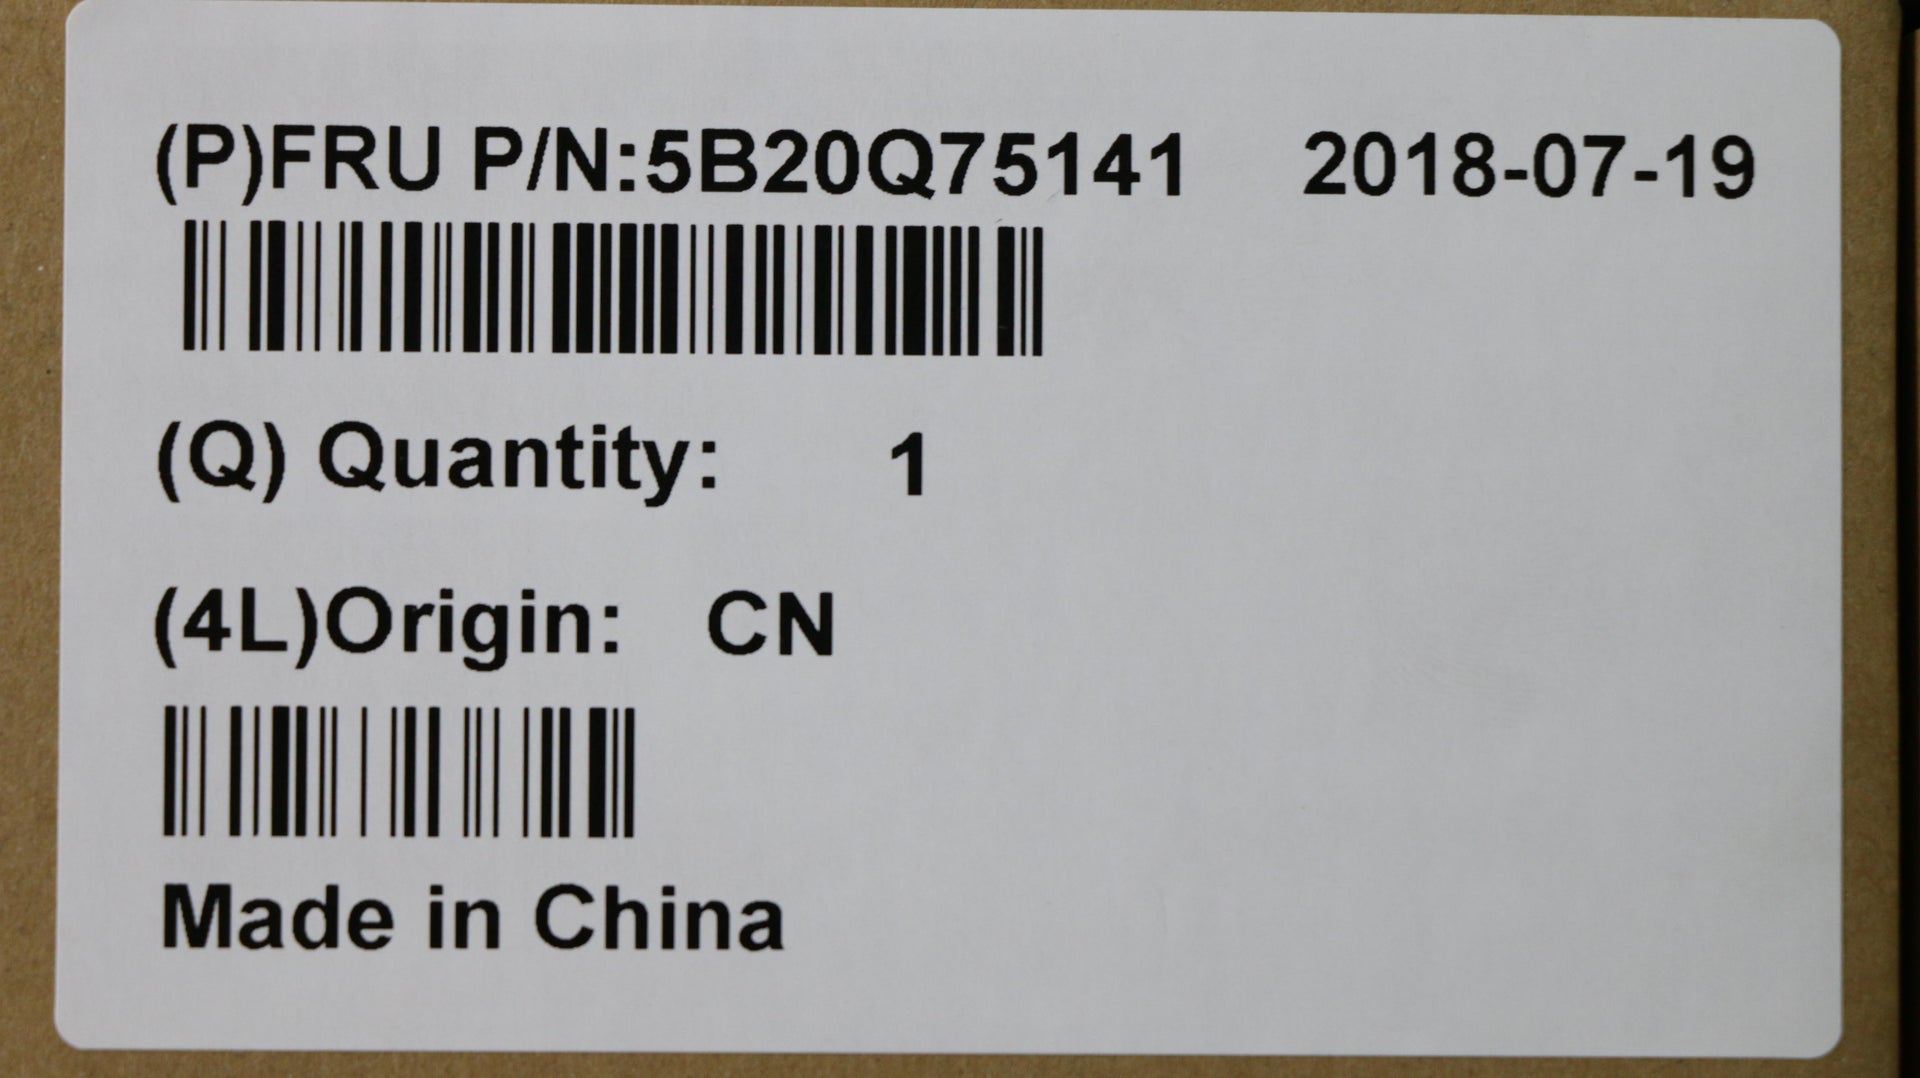 (P)FRU P/N:5B20Q75141 2018-07-19
(Q) Quantity: 1
(4L)Origin: CN
Made in China